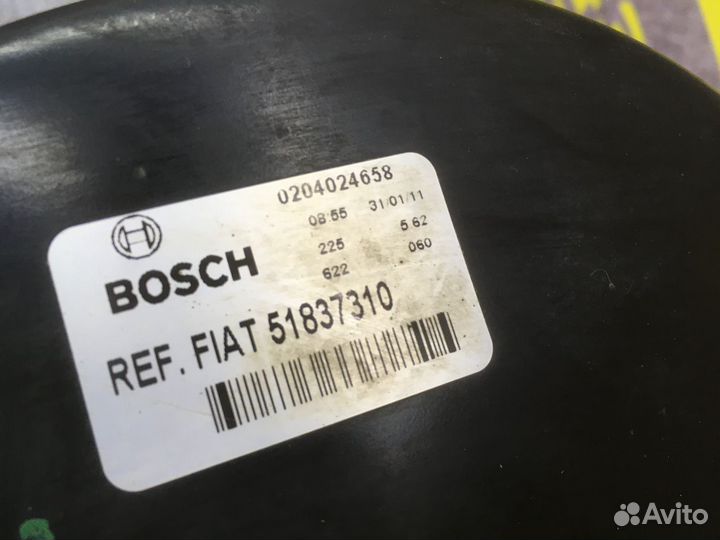 0204024658
08:55 31/01/11
225 5 62
622 060
BOSCH
REF. FIAT 51837310
Avito